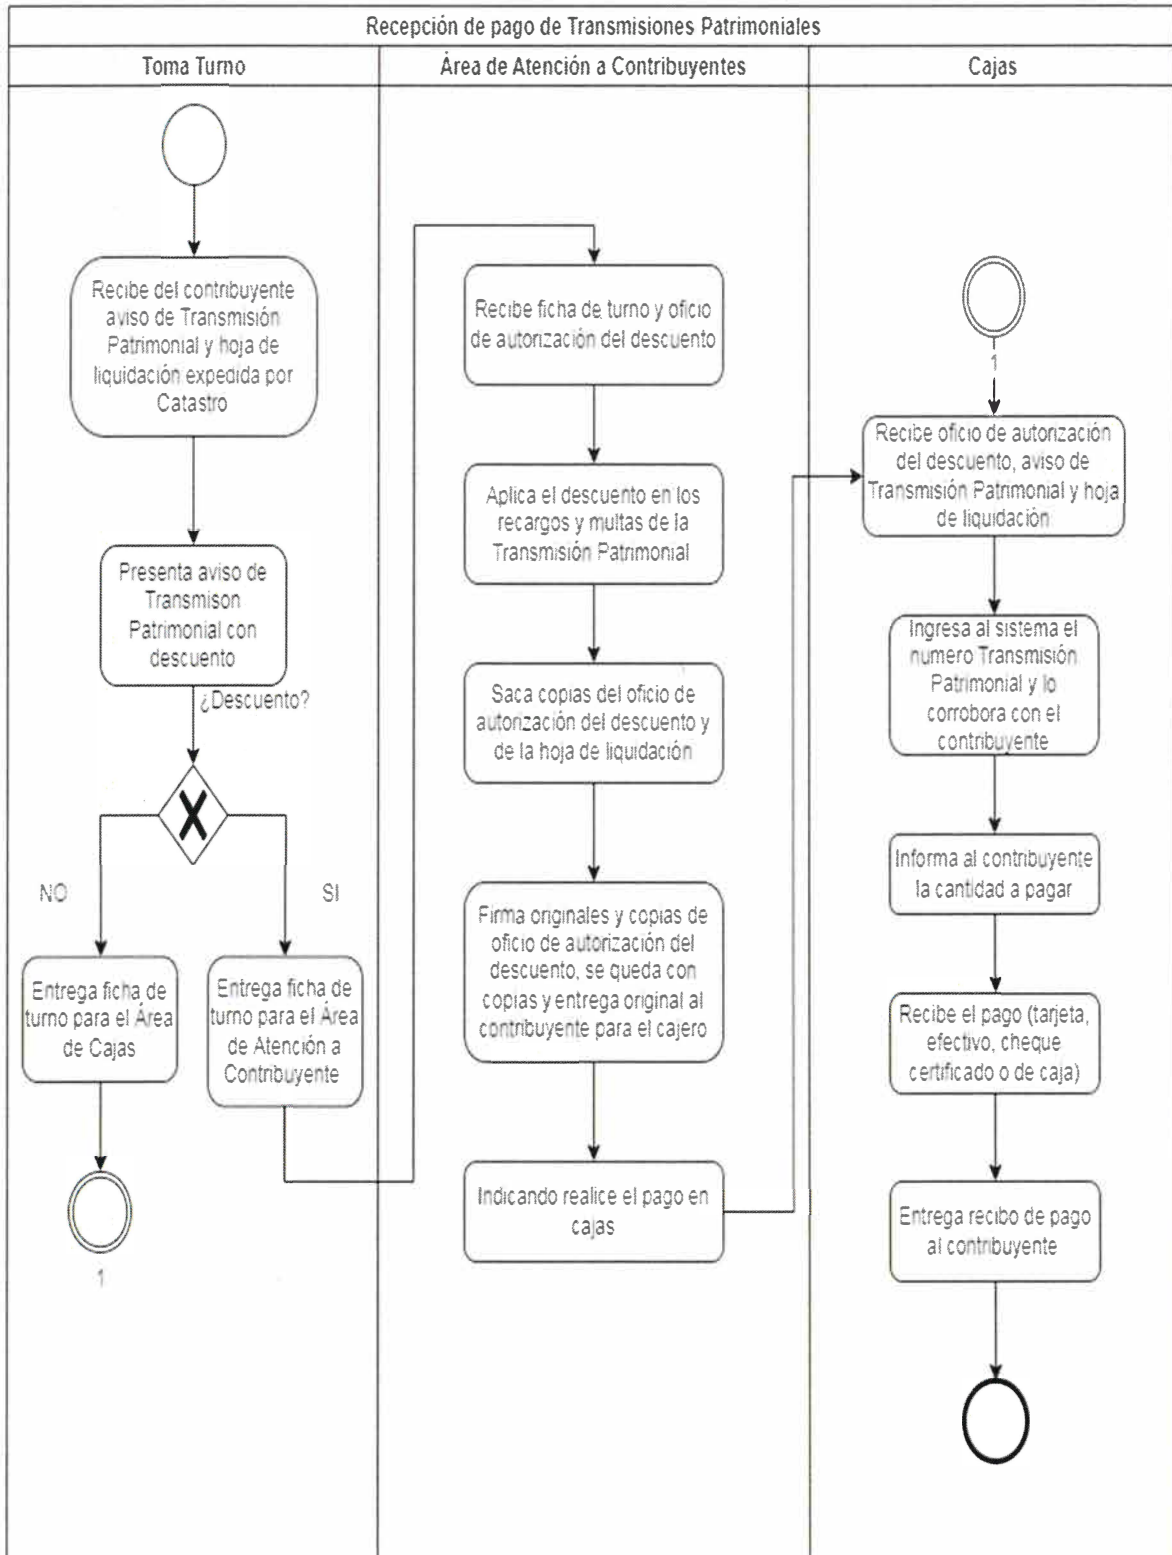 Recepción de pago de Transmisiones Patrimoniales
Toma Turno
Área de Atención a Contribuyentes
Cajas
Recibe del contribuyente
aviso de Transmisión
Patrimonial y hoja de
liquidación expedida por
Catastro
Presenta aviso de
Transmison
Patrimonial con
descuento
¿Descuento?
NO
SI
Entrega ficha de
turno para el Área
de Cajas
Entrega ficha de
turno para el Área
de Atención a
Contribuyente
1
Recibe ficha de turno y oficio
de autorización del descuento
Aplica el descuento en los
recargos y multas de la
Transmisión Patrimonial
Saca copias del oficio de
autorización del descuento y
de la hoja de liquidación
Firma originales y copias de
oficio de autorización del
descuento, se queda con
copias y entrega original al
contribuyente para el cajero
Indicando realice el pago en
cajas
1
Recibe oficio de autorización
del descuento, aviso de
Transmisión Patrimonial y hoja
de liquidación
Ingresa al sistema el
numero Transmisión
Patrimonial y lo
corrobora con el
contribuyente
Informa al contribuyente
la cantidad a pagar
Recibe el pago (tarjeta,
efectivo, cheque
certificado o de caja)
Entrega recibo de pago
al contribuyente